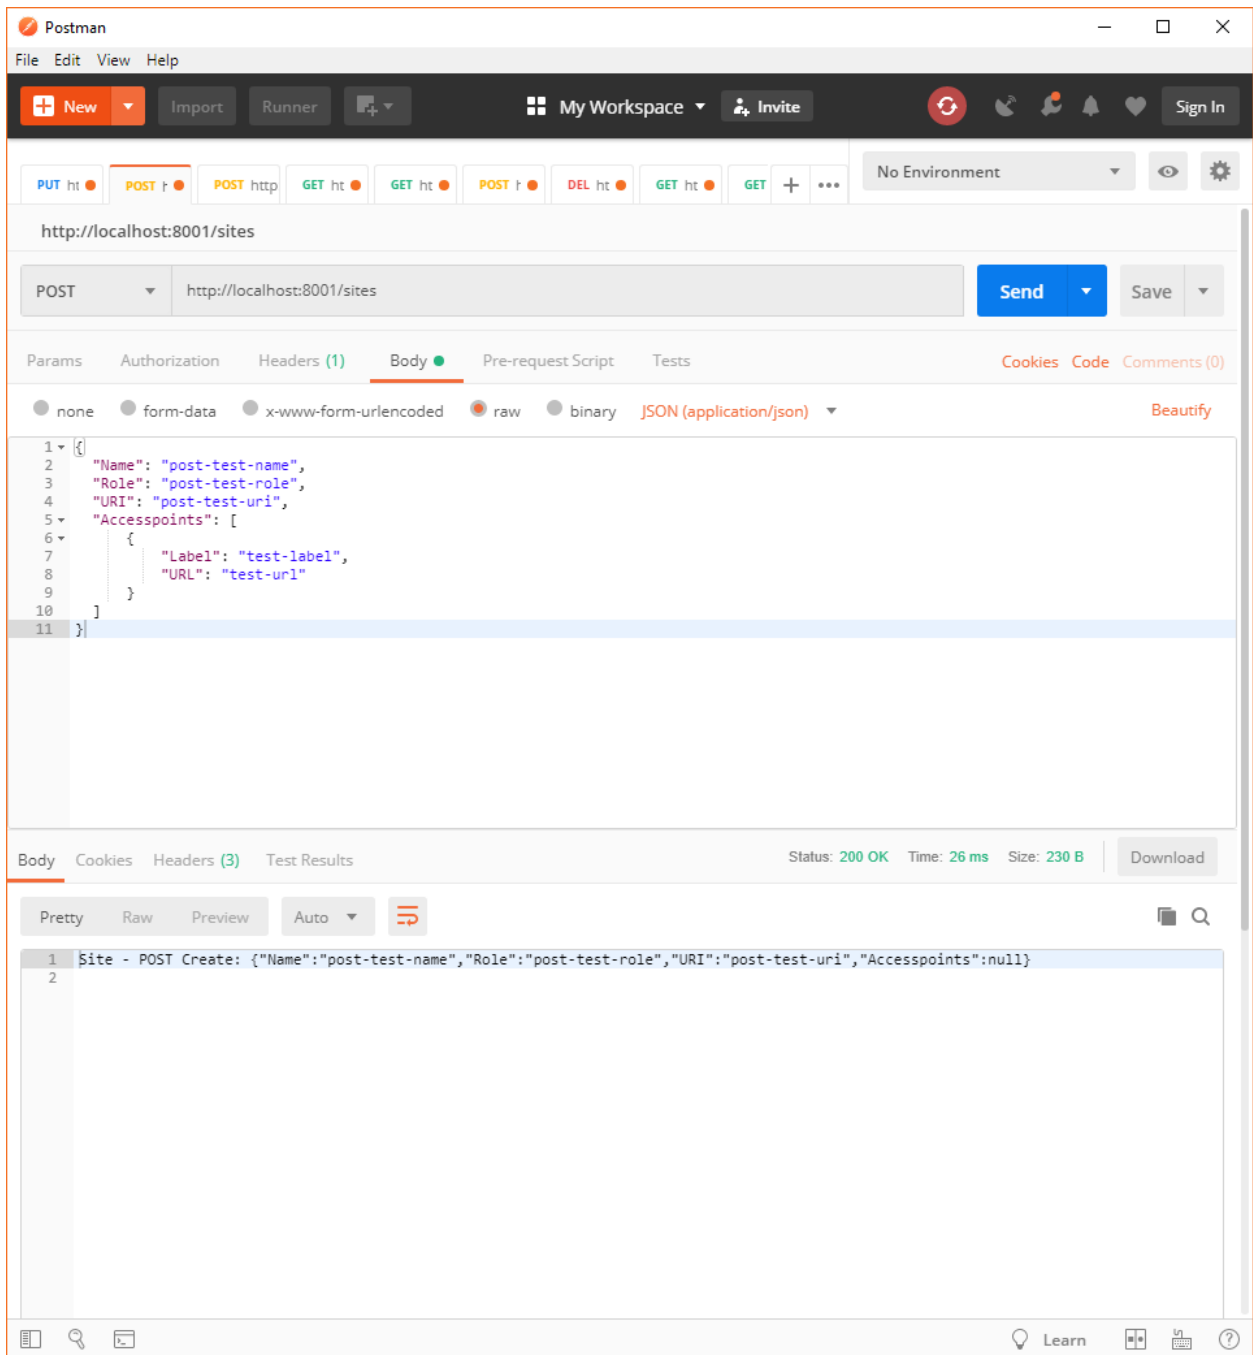 Postman
File Edit View Help
New Import Runner My Workspace Invite Sign In
PUT ht POST POST http GET ht GET ht POST DEL ht GET ht GET No Environment
http://localhost:8001/sites
POST http://localhost:8001/sites Send Save
Params Authorization Headers (1) Body Pre-request Script Tests Cookies Code Comments (0)
none form-data x-www-form-urlencoded raw binary JSON (application/json) Beautify
1 {
2 "Name": "post-test-name",
3 "Role": "post-test-role",
4 "URI": "post-test-uri",
5 "Accesspoints": [
6 {
7 "Label": "test-label",
8 "URL": "test-url"
9 }
10 ]
11 }
Body Cookies Headers (3) Test Results Status: 200 OK Time: 26 ms Size: 230 B Download
Pretty Raw Preview Auto
1 Site - POST Create: {"Name":"post-test-name","Role":"post-test-role","URI":"post-test-uri","Accesspoints":null}
2
Learn